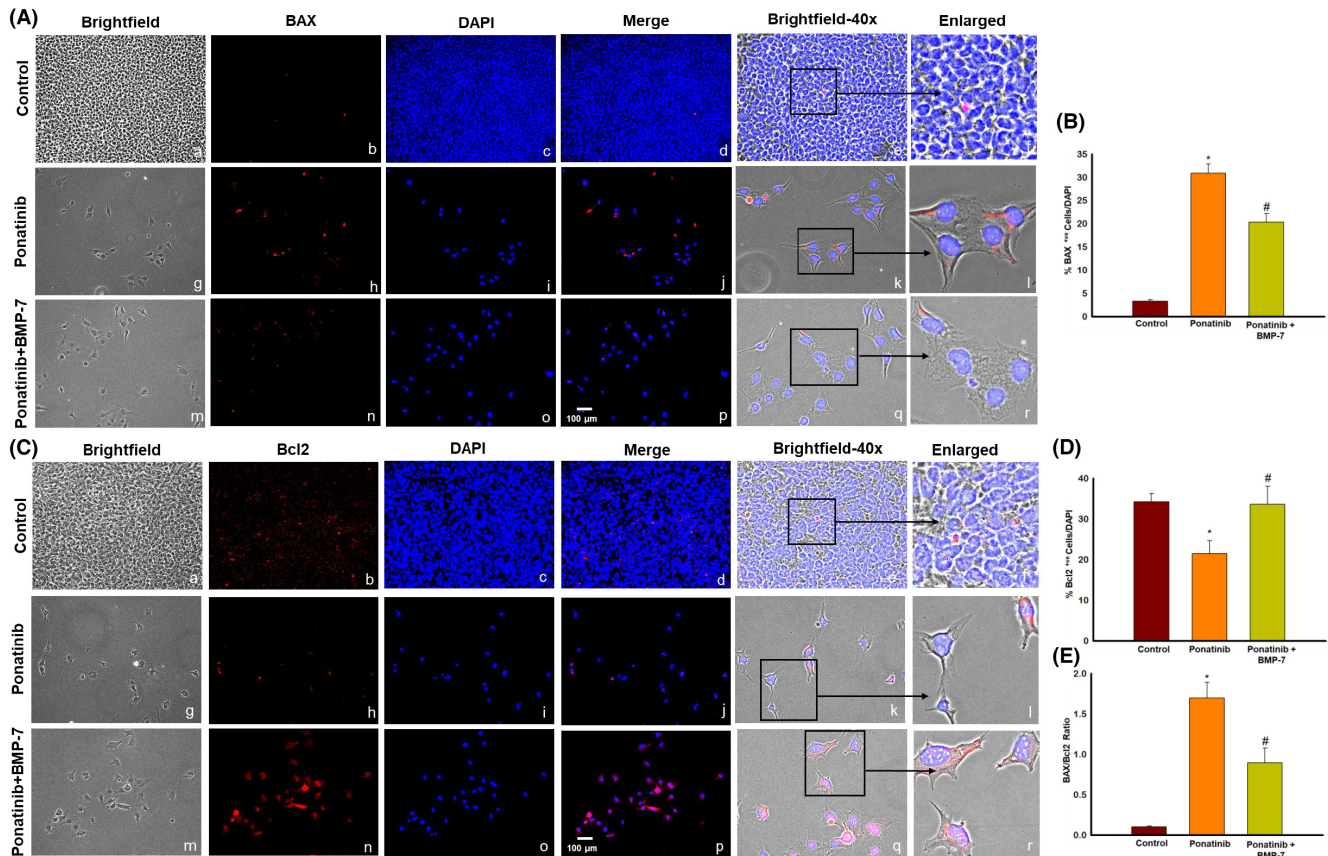 (A)
Brightfield BAX DAPI Merge Brightfield-40x Enlarged
Control
b c d
Ponatinib
g h i j k l
Ponatinib+BMP-7
m n o p q r
100 µm
(B)
% BAX +ve Cells/DAPI
35
30
25
20
15
10
5
0
*
#
Control Ponatinib Ponatinib +
BMP-7
(C)
Brightfield Bcl2 DAPI Merge Brightfield-40x Enlarged
Control
a b c d
Ponatinib
g h i j k l
Ponatinib+BMP-7
m n o p q r
100 µm
(D)
% Bcl2 +ve Cells/DAPI
40
30
20
10
0
*
#
Control Ponatinib Ponatinib +
BMP-7
(E)
BAX/Bcl2 Ratio
2.0
1.5
1.0
0.5
0.0
*
#
Control Ponatinib Ponatinib +
BMP-7